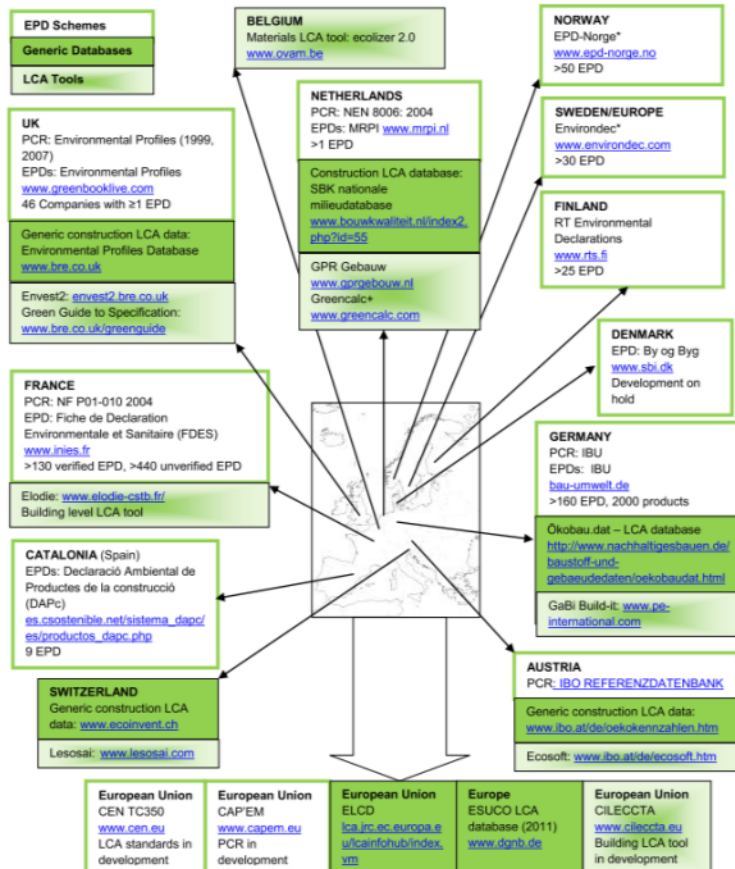 EPD Schemes
Generic Databases
LCA Tools
BELGIUM
Materials LCA tool: ecolizer 2.0
www.ovam.be
NORWAY
EPD-Norge*
www.epd-norge.no
>50 EPD
UK
PCR: Environmental Profiles (1999,
2007)
EPDs: Environmental Profiles
www.greenbooklive.com
46 Companies with ≥1 EPD
Generic construction LCA data:
Environmental Profiles Database
www.bre.co.uk
Envest2: envest2.bre.co.uk
Green Guide to Specification:
www.bre.co.uk/greenguide
NETHERLANDS
PCR: NEN 8006: 2004
EPDs: MRPI www.mrpi.nl
>1 EPD
Construction LCA database:
SBK nationale
milieudatabase
www.bouwkwaliteit.nl/index2.
php?id=55
GPR Gebauw
www.gprgebouw.nl
Greencalc+
www.greencalc.com
SWEDEN/EUROPE
Environdec*
www.environdec.com
>30 EPD
FINLAND
RT Environmental
Declarations
www.rts.fi
>25 EPD
DENMARK
EPD: By og Byg
www.sbi.dk
Development on
hold
FRANCE
PCR: NF P01-010 2004
EPD: Fiche de Declaration
Environmentale et Sanitaire (FDES)
www.inies.fr
>130 verified EPD, >440 unverified EPD
Elodie: www.elodie-cstb.fr/
Building level LCA tool
GERMANY
PCR: IBU
EPDs: IBU
bau-umwelt.de
>160 EPD, 2000 products
Ökobau.dat – LCA database
http://www.nachhaltigesbauen.de/
baustoff-und-
gebaeudedaten/oekobaudat.html
GaBi Build-it: www.pe-
international.com
CATALONIA (Spain)
EPDs: Declaració Ambiental de
Productes de la construcció
(DAPc)
es.csostenible.net/sistema_dapc/
es/productos_dapc.php
9 EPD
SWITZERLAND
Generic construction LCA
data: www.ecoinvent.ch
Lesosai: www.lesosai.com
AUSTRIA
PCR: IBO REFERENZDATENBANK
Generic construction LCA data:
www.ibo.at/de/oekokennzahlen.htm
Ecosoft: www.ibo.at/de/ecosoft.htm
European Union
CEN TC350
www.cen.eu
LCA standards in
development
European Union
CAP'EM
www.capem.eu
PCR in
development
European Union
ELCD
lca.jrc.ec.europa.e
u/lcainfohub/index.
vm
Europe
ESUCO LCA
database (2011)
www.dgnb.de
European Union
CILECCTA
www.cileccta.eu
Building LCA tool
in development